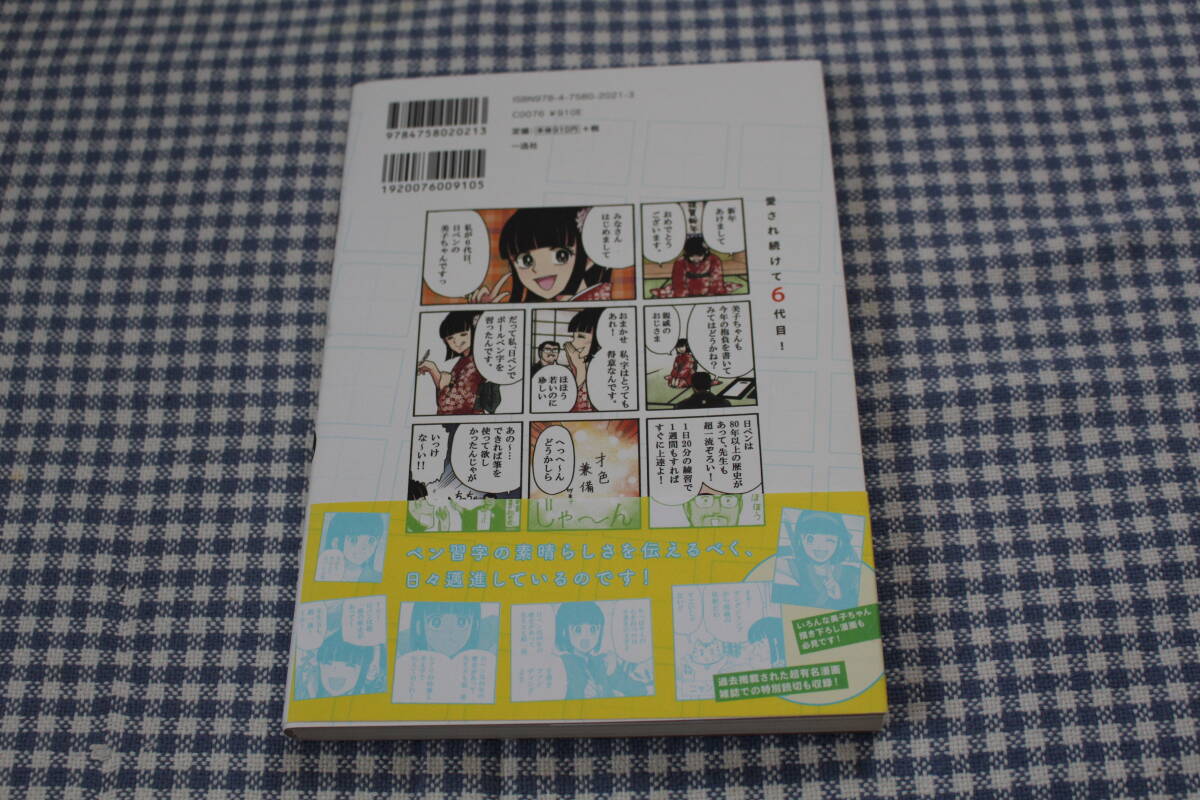 9784758020213
1920076009105
ISBN978-4-7580-2021-3
C0076 ¥910E
定価:本体910円+税
一迅社
愛され続けて6代目!
謹賀新年
新年
あけまして
おめでとう
ございます。
みなさん
はじめまして
私が6代目、
日ペンの
美子ちゃんですっ
美子ちゃんも
今年の抱負を書いて
みてはどうかね?
親戚の
おじさま
おまかせ
あれ!
私、字はとっても
得意なんです。
ほほう
若いのに
珍しい
だって私、日ペンで
ボールペン字を
習ったんです。
日ペンは
80年以上の歴史が
あって、先生も
超一流ぞろい!
1日20分の練習で
1週間もすれば
すぐに上達よ!
ほほう
才色
兼備
へっへ〜ん
どうかしら
じゃ〜ん
あの〜…
できれば筆を
使って欲し
かったんじゃが
いっけ
な〜い!!
ペン習字の素晴らしさを伝えるべく、
日々邁進しているのです!
いろんな美子ちゃん
描き下ろし漫画も
必見です!
過去掲載された超有名漫画
雑誌での特別読切も収録!